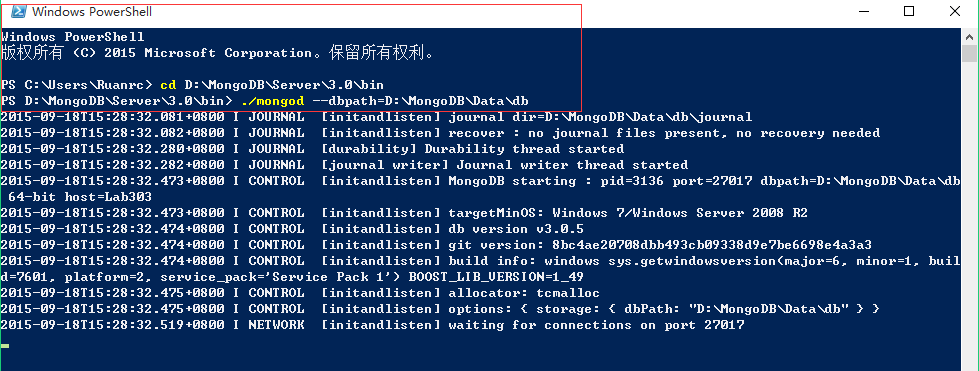 Windows PowerShell
Windows PowerShell
版权所有 (C) 2015 Microsoft Corporation。保留所有权利。
PS C:\Users\Ruanrc> cd D:\MongoDB\Server\3.0\bin
PS D:\MongoDB\Server\3.0\bin> ./mongod --dbpath=D:\MongoDB\Data\db
2015-09-18T15:28:32.081+0800 I JOURNAL  [initandlisten] journal dir=D:\MongoDB\Data\db\journal
2015-09-18T15:28:32.082+0800 I JOURNAL  [initandlisten] recover : no journal files present, no recovery needed
2015-09-18T15:28:32.280+0800 I JOURNAL  [durability] Durability thread started
2015-09-18T15:28:32.282+0800 I JOURNAL  [journal writer] Journal writer thread started
2015-09-18T15:28:32.473+0800 I CONTROL  [initandlisten] MongoDB starting : pid=3136 port=27017 dbpath=D:\MongoDB\Data\db
 64-bit host=Lab303
2015-09-18T15:28:32.473+0800 I CONTROL  [initandlisten] targetMinOS: Windows 7/Windows Server 2008 R2
2015-09-18T15:28:32.474+0800 I CONTROL  [initandlisten] db version v3.0.5
2015-09-18T15:28:32.474+0800 I CONTROL  [initandlisten] git version: 8bc4ae20708dbb493cb09338d9e7be6698e4a3a3
2015-09-18T15:28:32.474+0800 I CONTROL  [initandlisten] build info: windows sys.getwindowsversion(major=6, minor=1, buil
d=7601, platform=2, service_pack='Service Pack 1') BOOST_LIB_VERSION=1_49
2015-09-18T15:28:32.475+0800 I CONTROL  [initandlisten] allocator: tcmalloc
2015-09-18T15:28:32.475+0800 I CONTROL  [initandlisten] options: { storage: { dbPath: "D:\MongoDB\Data\db" } }
2015-09-18T15:28:32.519+0800 I NETWORK  [initandlisten] waiting for connections on port 27017